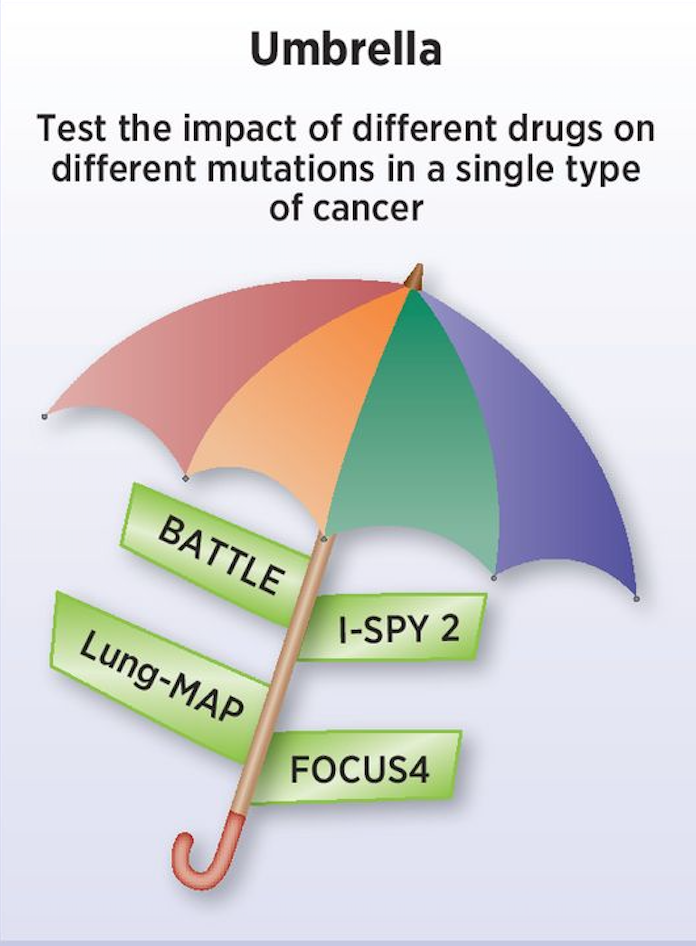 Umbrella
Test the impact of different drugs on
different mutations in a single type
of cancer
BATTLE
I-SPY 2
Lung-MAP
FOCUS4